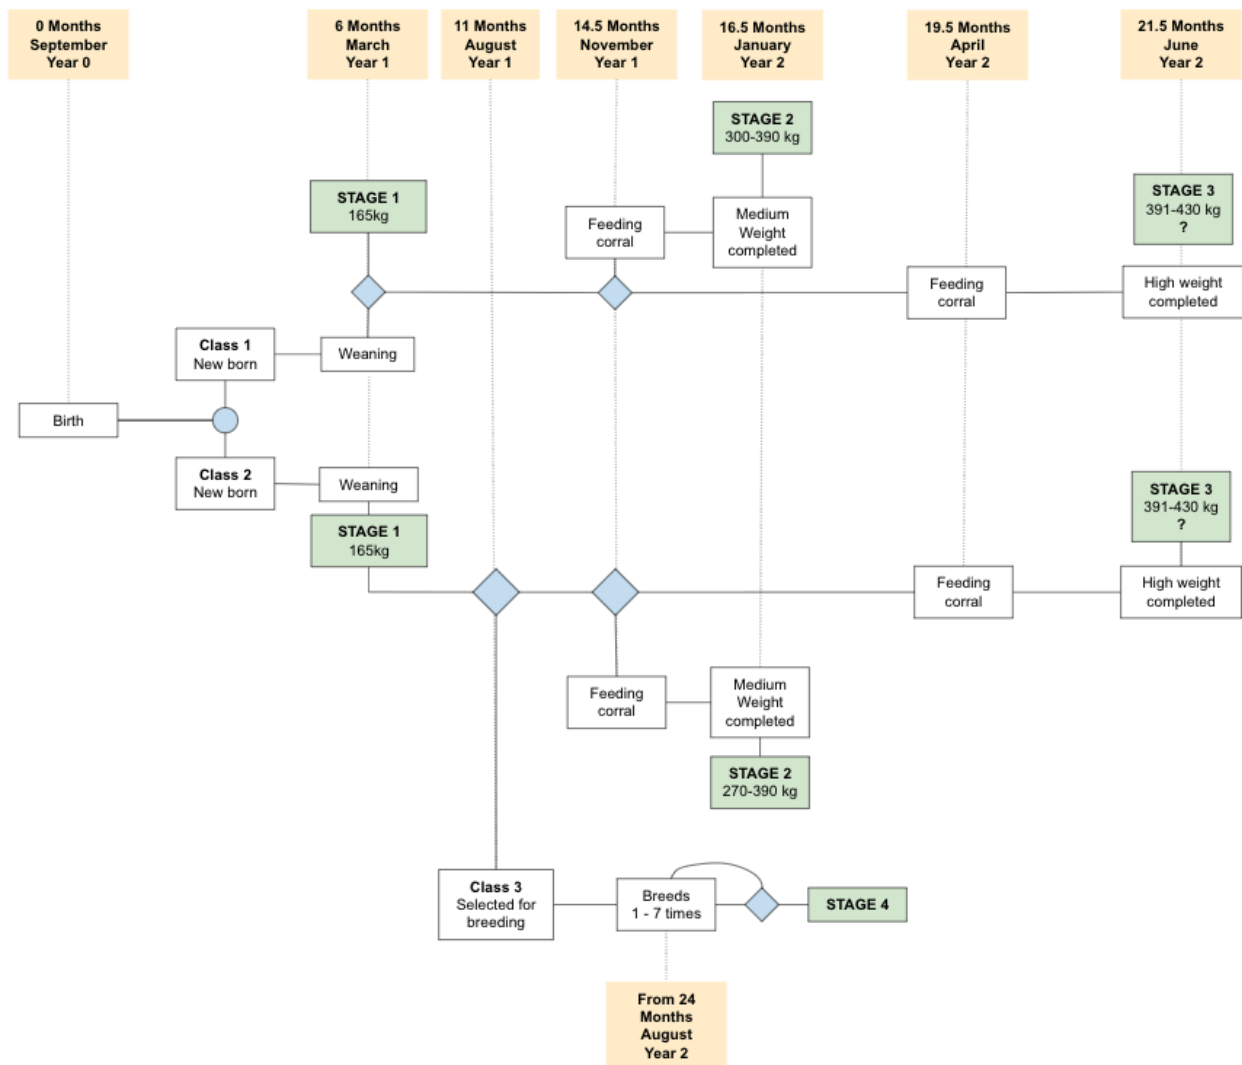 0 Months
September
Year 0
6 Months
March
Year 1
11 Months
August
Year 1
14.5 Months
November
Year 1
16.5 Months
January
Year 2
19.5 Months
April
Year 2
21.5 Months
June
Year 2
STAGE 2
300-390 kg
STAGE 1
165kg
STAGE 3
391-430 kg
?
Feeding
corral
Medium
Weight
completed
Feeding
corral
High weight
completed
Class 1
New born
Weaning
Birth
Class 2
New born
Weaning
STAGE 1
165kg
STAGE 3
391-430 kg
?
Feeding
corral
High weight
completed
Feeding
corral
Medium
Weight
completed
STAGE 2
270-390 kg
Class 3
Selected for
breeding
Breeds
1 - 7 times
STAGE 4
From 24
Months
August
Year 2